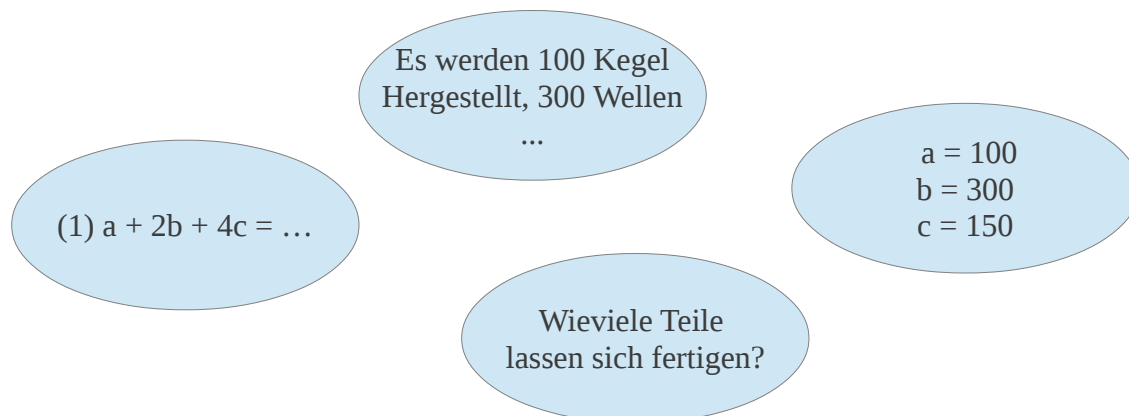 Es werden 100 Kegel
Hergestellt, 300 Wellen
...
(1) a + 2b + 4c = …
a = 100
b = 300
c = 150
Wieviele Teile
lassen sich fertigen?